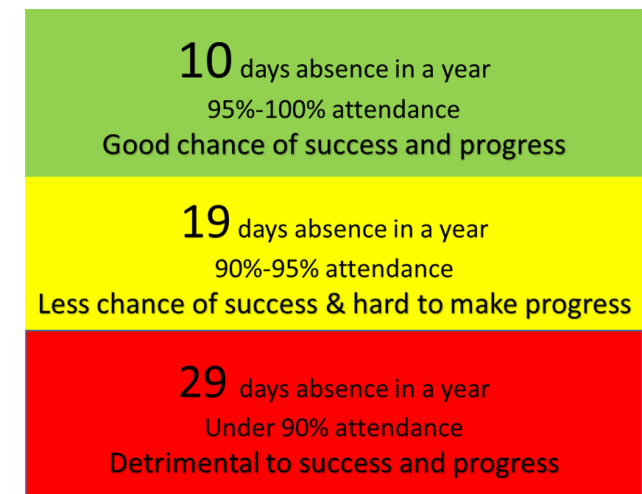 10 days absence in a year
95%-100% attendance
Good chance of success and progress
19 days absence in a year
90%-95% attendance
Less chance of success & hard to make progress
29 days absence in a year
Under 90% attendance
Detrimental to success and progress